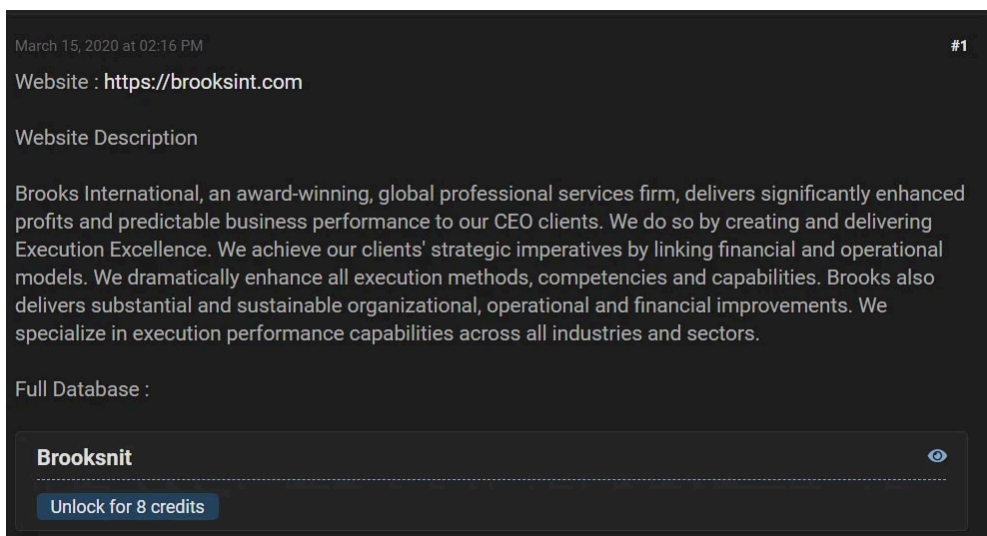 March 15, 2020 at 02:16 PM #1
Website : https://brooksint.com
Website Description
Brooks International, an award-winning, global professional services firm, delivers significantly enhanced
profits and predictable business performance to our CEO clients. We do so by creating and delivering
Execution Excellence. We achieve our clients' strategic imperatives by linking financial and operational
models. We dramatically enhance all execution methods, competencies and capabilities. Brooks also
delivers substantial and sustainable organizational, operational and financial improvements. We
specialize in execution performance capabilities across all industries and sectors.
Full Database :
Brooksnit
Unlock for 8 credits